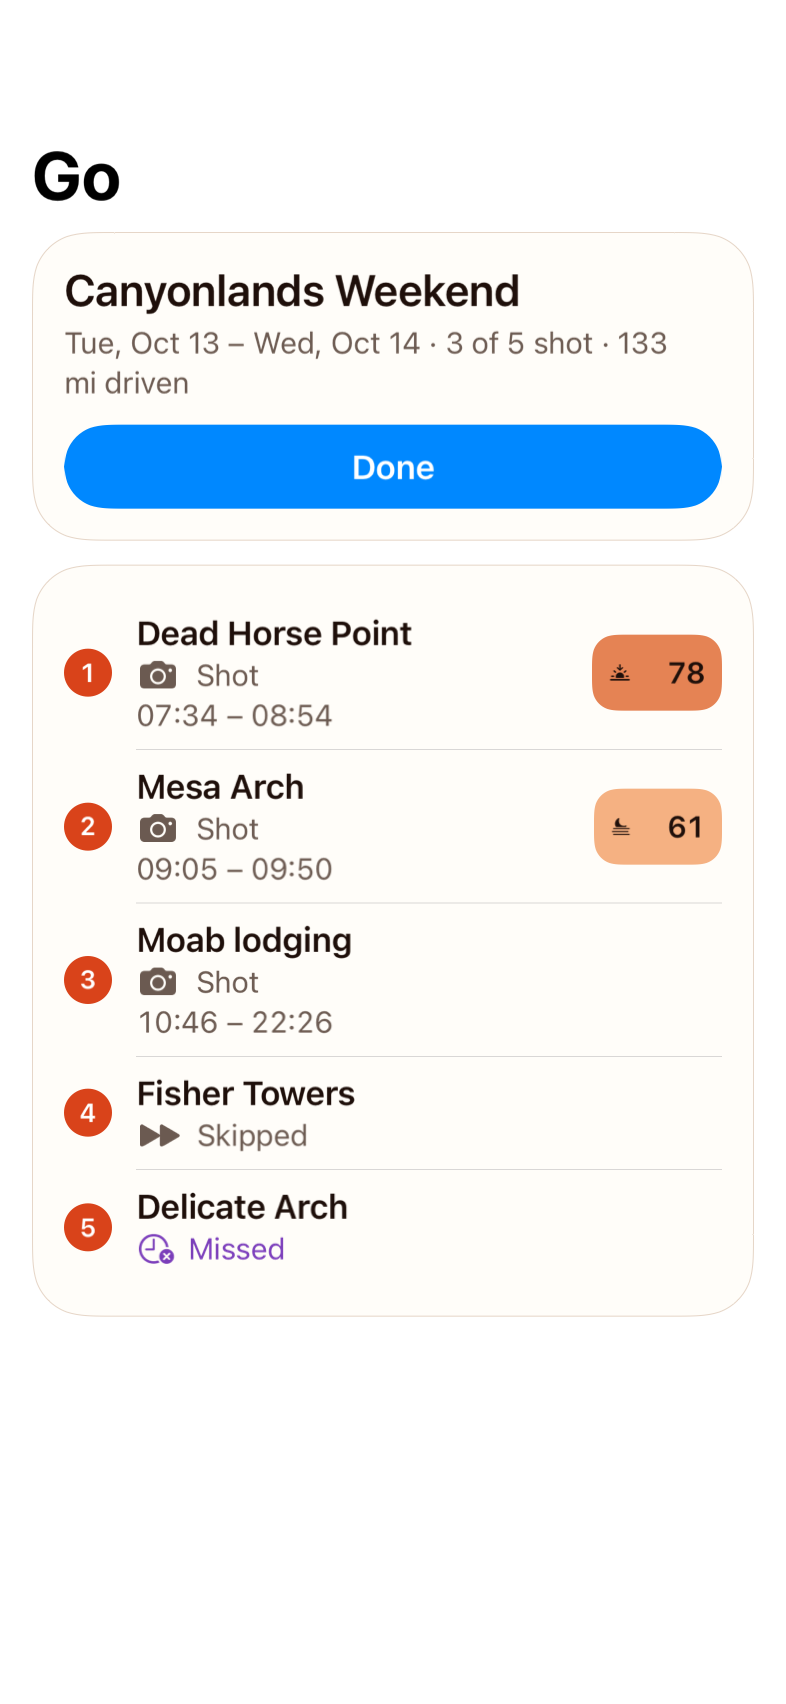 Go
Canyonlands Weekend
Tue, Oct 13 – Wed, Oct 14 · 3 of 5 shot · 133
mi driven
Done
1
Dead Horse Point
Shot
07:34 – 08:54
78
2
Mesa Arch
Shot
09:05 – 09:50
61
3
Moab lodging
Shot
10:46 – 22:26
4
Fisher Towers
Skipped
5
Delicate Arch
Missed